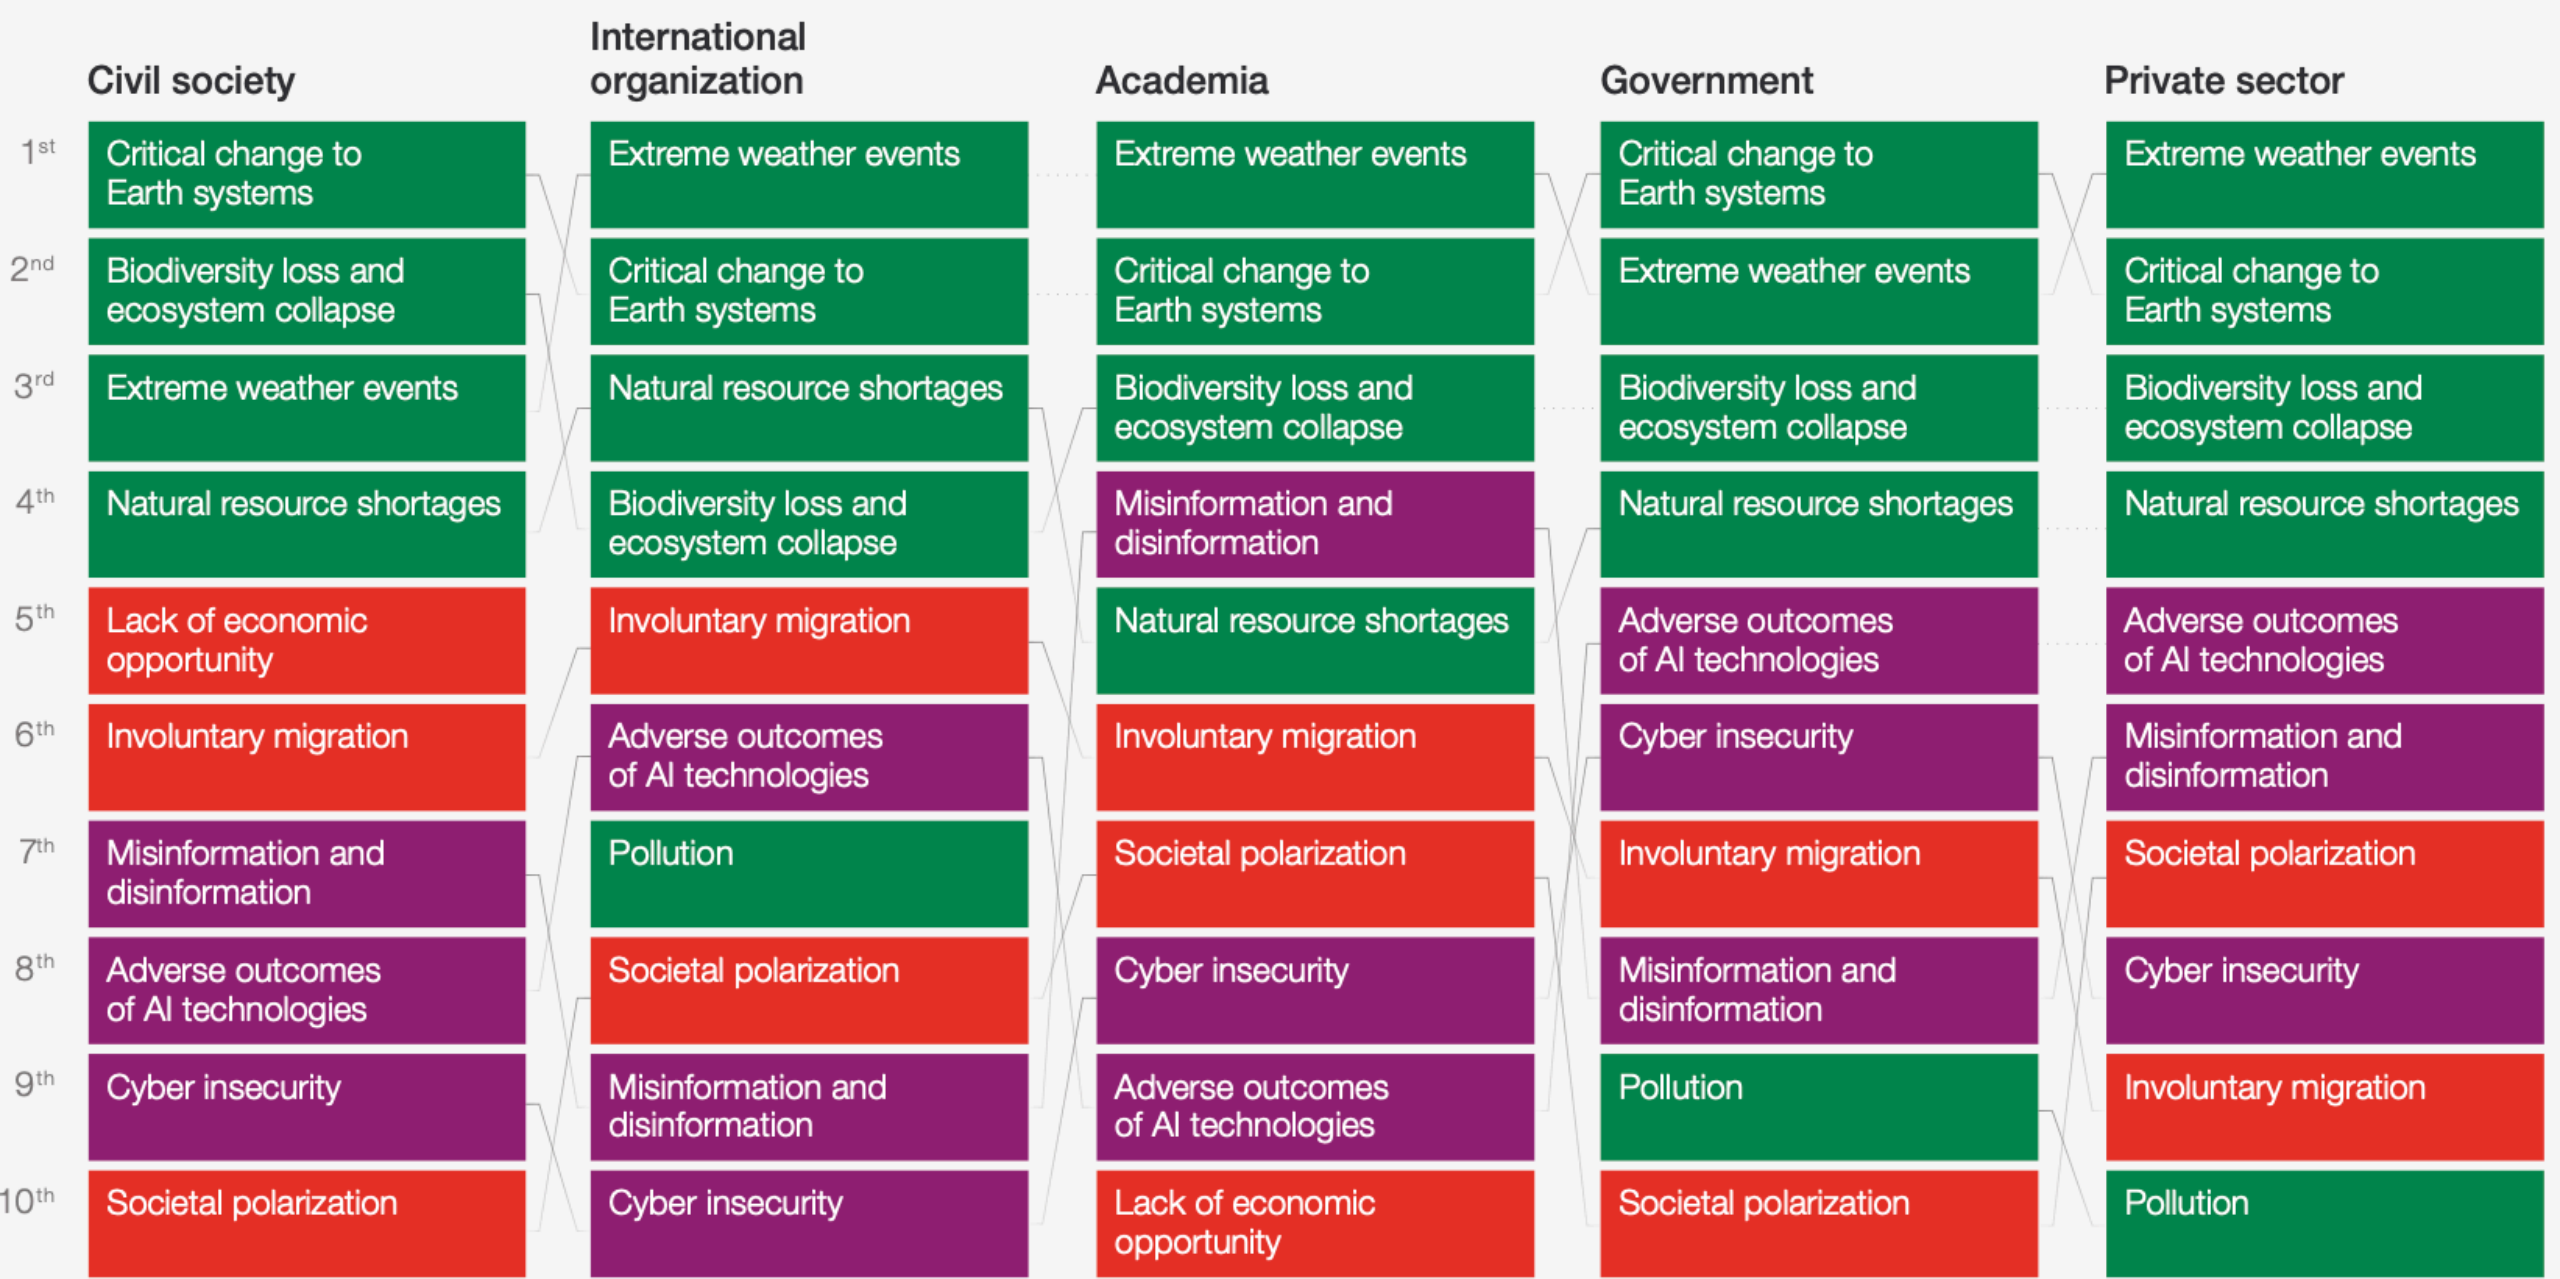 Civil society
International
organization
Academia
Government
Private sector
1st
Critical change to
Earth systems
Extreme weather events
Extreme weather events
Critical change to
Earth systems
Extreme weather events
2nd
Biodiversity loss and
ecosystem collapse
Critical change to
Earth systems
Critical change to
Earth systems
Extreme weather events
Critical change to
Earth systems
3rd
Extreme weather events
Natural resource shortages
Biodiversity loss and
ecosystem collapse
Biodiversity loss and
ecosystem collapse
Biodiversity loss and
ecosystem collapse
4th
Natural resource shortages
Biodiversity loss and
ecosystem collapse
Misinformation and
disinformation
Natural resource shortages
Natural resource shortages
5th
Lack of economic
opportunity
Involuntary migration
Natural resource shortages
Adverse outcomes
of AI technologies
Adverse outcomes
of AI technologies
6th
Involuntary migration
Adverse outcomes
of AI technologies
Involuntary migration
Cyber insecurity
Misinformation and
disinformation
7th
Misinformation and
disinformation
Pollution
Societal polarization
Involuntary migration
Societal polarization
8th
Adverse outcomes
of AI technologies
Societal polarization
Cyber insecurity
Misinformation and
disinformation
Cyber insecurity
9th
Cyber insecurity
Misinformation and
disinformation
Adverse outcomes
of AI technologies
Pollution
Involuntary migration
10th
Societal polarization
Cyber insecurity
Lack of economic
opportunity
Societal polarization
Pollution